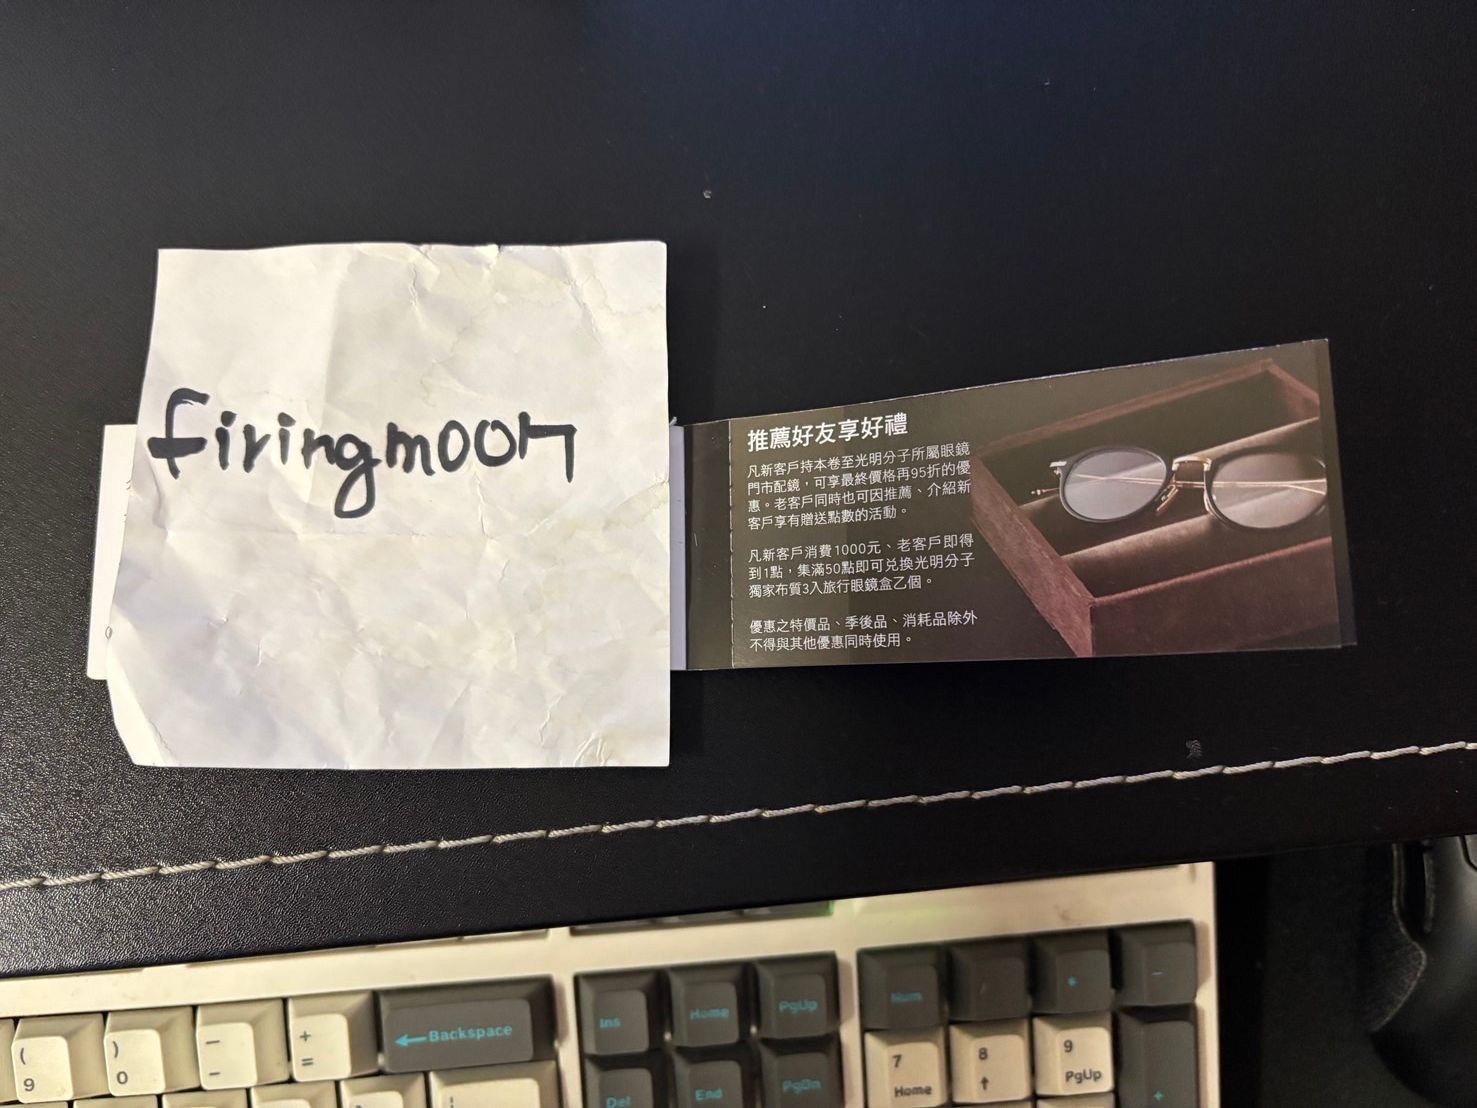 firingmoon
推薦好友享好禮
凡新客戶持本卷至光明分子所屬眼鏡
門市配鏡，可享最終價格再95折的優
惠。老客戶同時也可因推薦、介紹新
客戶享有贈送點數的活動。
凡新客戶消費1000元、老客戶即得
到1點，集滿50點即可兌換光明分子
獨家布質3入旅行眼鏡盒乙個。
優惠之特價品、季後品、消耗品除外
不得與其他優惠同時使用。
←Backspace
Ins
Home
PgUp
Num
/
*
-
(
9
)
0
_
-
+
=
7
Home
8
↑
9
PgUp
+
Del
End
PgDn